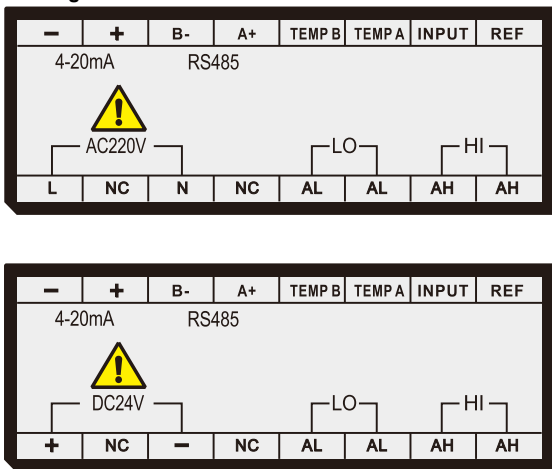 − + B- A+ TEMP B TEMP A INPUT REF
4-20mA RS485
AC220V LO HI
L NC N NC AL AL AH AH
− + B- A+ TEMP B TEMP A INPUT REF
4-20mA RS485
DC24V LO HI
+ NC − NC AL AL AH AH